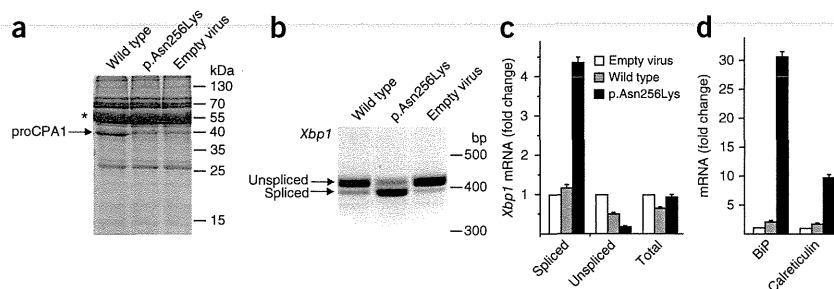 a
Wild type
p.Asn256Lys
Empty virus
kDa
130
70
* 55
proCPA1 40
35
25
15
b
Wild type
p.Asn256Lys
Empty virus
Xbp1
bp
500
Unspliced
400
Spliced
300
c
Xbp1 mRNA (fold change)
4
3
2
1
0
Empty virus
Wild type
p.Asn256Lys
Spliced
Unspliced
Total
d
mRNA (fold change)
30
25
20
15
10
5
BiP
Calreticulin